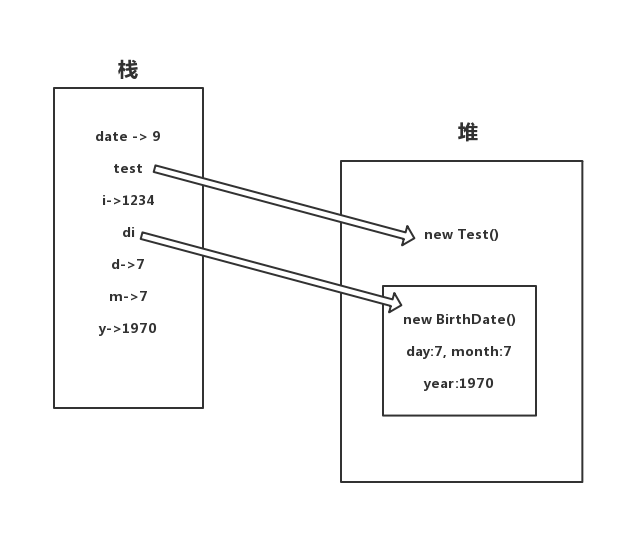 栈
date -> 9
test
i->1234
di
d->7
m->7
y->1970
堆
new Test()
new BirthDate()
day:7, month:7
year:1970